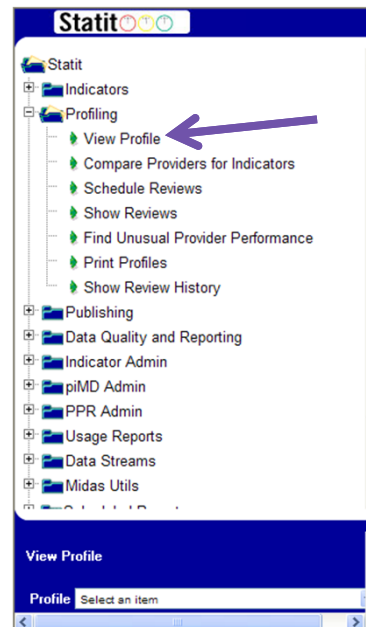 Statit
Statit
Indicators
Profiling
View Profile
Compare Providers for Indicators
Schedule Reviews
Show Reviews
Find Unusual Provider Performance
Print Profiles
Show Review History
Publishing
Data Quality and Reporting
Indicator Admin
piMD Admin
PPR Admin
Usage Reports
Data Streams
Midas Utils
View Profile
Profile Select an item